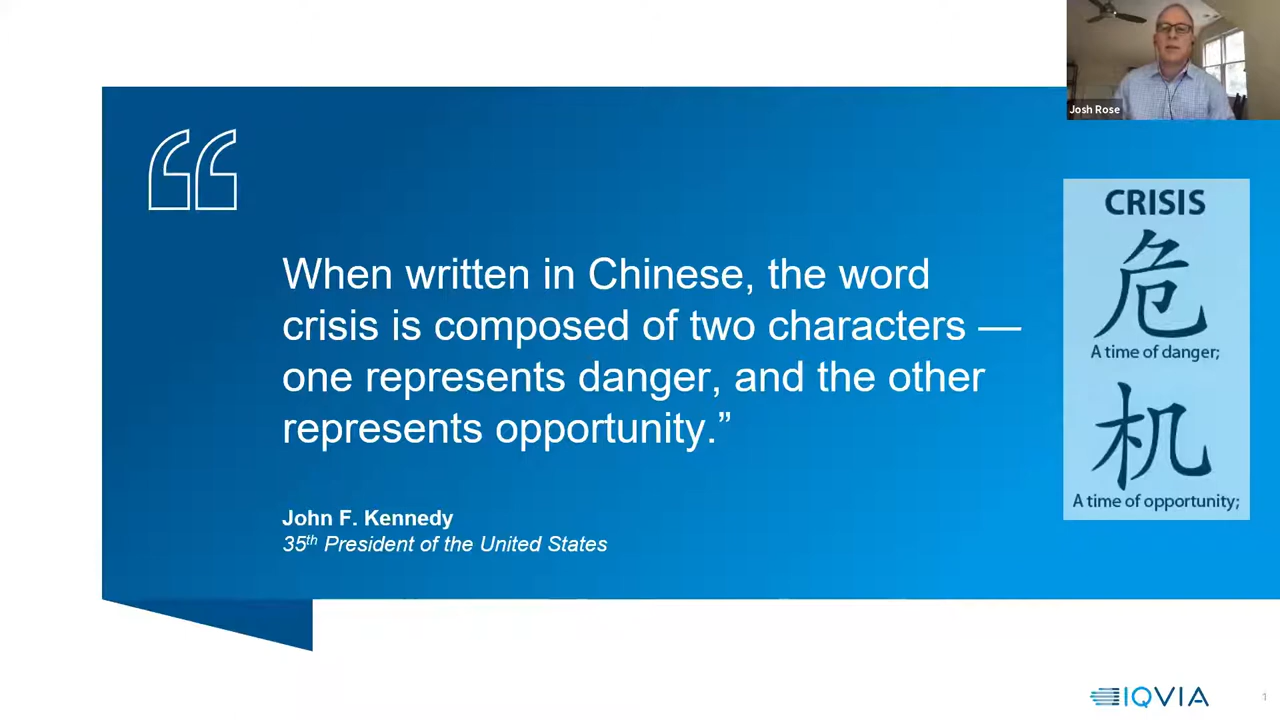 Josh Rose
When written in Chinese, the word
crisis is composed of two characters —
one represents danger, and the other
represents opportunity.”
John F. Kennedy
35th President of the United States
CRISIS
危
A time of danger;
机
A time of opportunity;
IQVIA
1